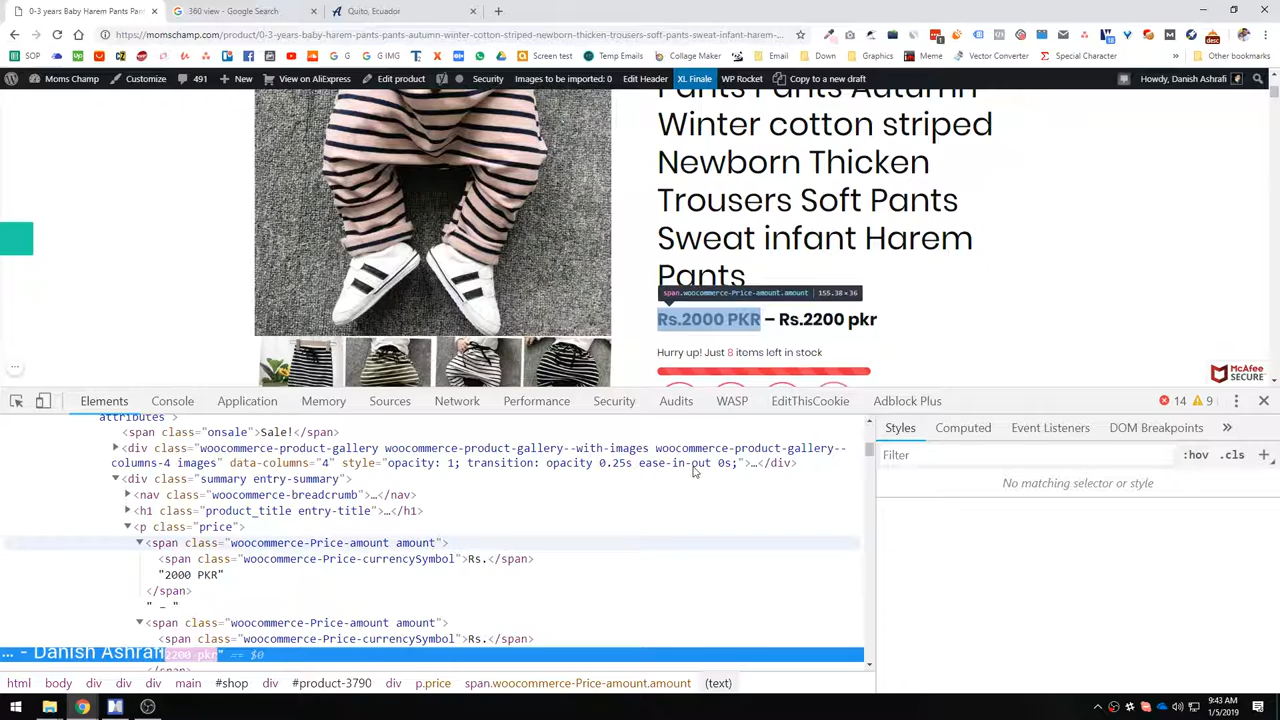 0-3 years Baby Harem Pants Pants
360 view - Google Search
Quito, Ecuador
https://momschamp.com/product/0-3-years-baby-harem-pants-pants-autumn-winter-cotton-striped-newborn-thicken-trousers-soft-pants-sweat-infant-harem-...
SOP
G
G IMG
Screen test
Temp Emails
Collage Maker
Email
Down
Graphics
Meme
Vector Converter
Special Character
Other bookmarks
Moms Champ
Customize
491
New
View on AliExpress
Edit product
Security
Images to be imported: 0
Edit Header
XL Finale
WP Rocket
Copy to a new draft
Howdy, Danish Ashrafi
Pants Pants Autumn
Winter cotton striped
Newborn Thicken
Trousers Soft Pants
Sweat infant Harem
Pants
span.woocommerce-Price-amount.amount | 155.38 × 36
Rs.2000 PKR – Rs.2200 pkr
Hurry up! Just 8 items left in stock
McAfee
SECURE
Elements
Console
Application
Memory
Sources
Network
Performance
Security
Audits
WASP
EditThisCookie
Adblock Plus
14
9
attributes">
<span class="onsale">Sale!</span>
<div class="woocommerce-product-gallery woocommerce-product-gallery--with-images woocommerce-product-gallery--
columns-4 images" data-columns="4" style="opacity: 1; transition: opacity 0.25s ease-in-out 0s;">…</div>
<div class="summary entry-summary">
<nav class="woocommerce-breadcrumb">…</nav>
<h1 class="product_title entry-title">…</h1>
<p class="price">
<span class="woocommerce-Price-amount amount">
<span class="woocommerce-Price-currencySymbol">Rs.</span>
"2000 PKR"
</span>
" – "
<span class="woocommerce-Price-amount amount">
<span class="woocommerce-Price-currencySymbol">Rs.</span>
... - Danish Ashrafi
2200 pkr" == $0
Styles
Computed
Event Listeners
DOM Breakpoints
Filter
:hov
.cls
No matching selector or style
html
body
div
div
main
#shop
div
#product-3790
div
p.price
span.woocommerce-Price-amount.amount
(text)
9:43 AM
1/5/2019